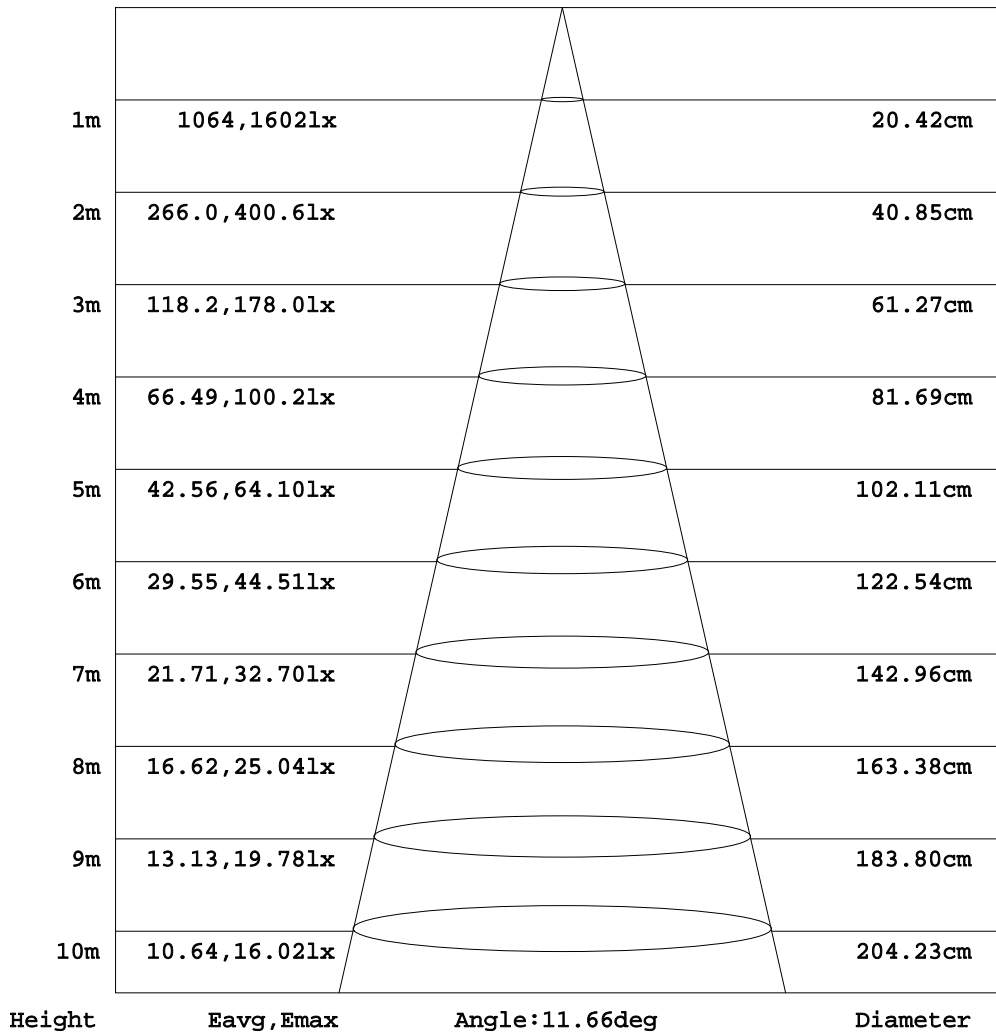 1m 1064,1602lx 20.42cm
2m 266.0,400.6lx 40.85cm
3m 118.2,178.0lx 61.27cm
4m 66.49,100.2lx 81.69cm
5m 42.56,64.10lx 102.11cm
6m 29.55,44.51lx 122.54cm
7m 21.71,32.70lx 142.96cm
8m 16.62,25.04lx 163.38cm
9m 13.13,19.78lx 183.80cm
10m 10.64,16.02lx 204.23cm
Height Eavg,Emax Angle:11.66deg Diameter